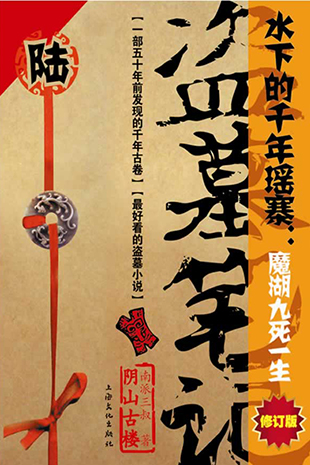 陆
水下的千年瑶寨：
魔湖九死一生
修订版
盗墓笔记
【一部五十年前发现的千年古卷】【最好看的盗墓小说】
南派三叔 著
阴山古楼
上海文化出版社